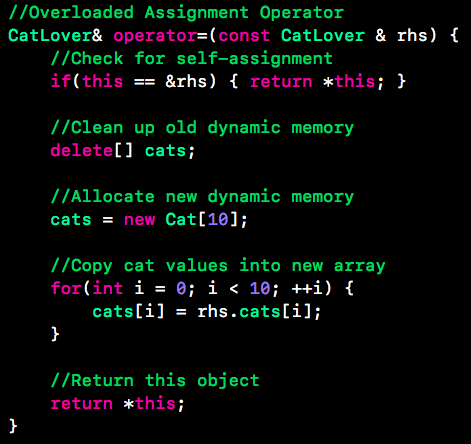 //Overloaded Assignment Operator
CatLover& operator=(const CatLover & rhs) {
    //Check for self-assignment
    if(this == &rhs) { return *this; }

    //Clean up old dynamic memory
    delete[] cats;

    //Allocate new dynamic memory
    cats = new Cat[10];

    //Copy cat values into new array
    for(int i = 0; i < 10; ++i) {
        cats[i] = rhs.cats[i];
    }

    //Return this object
    return *this;
}